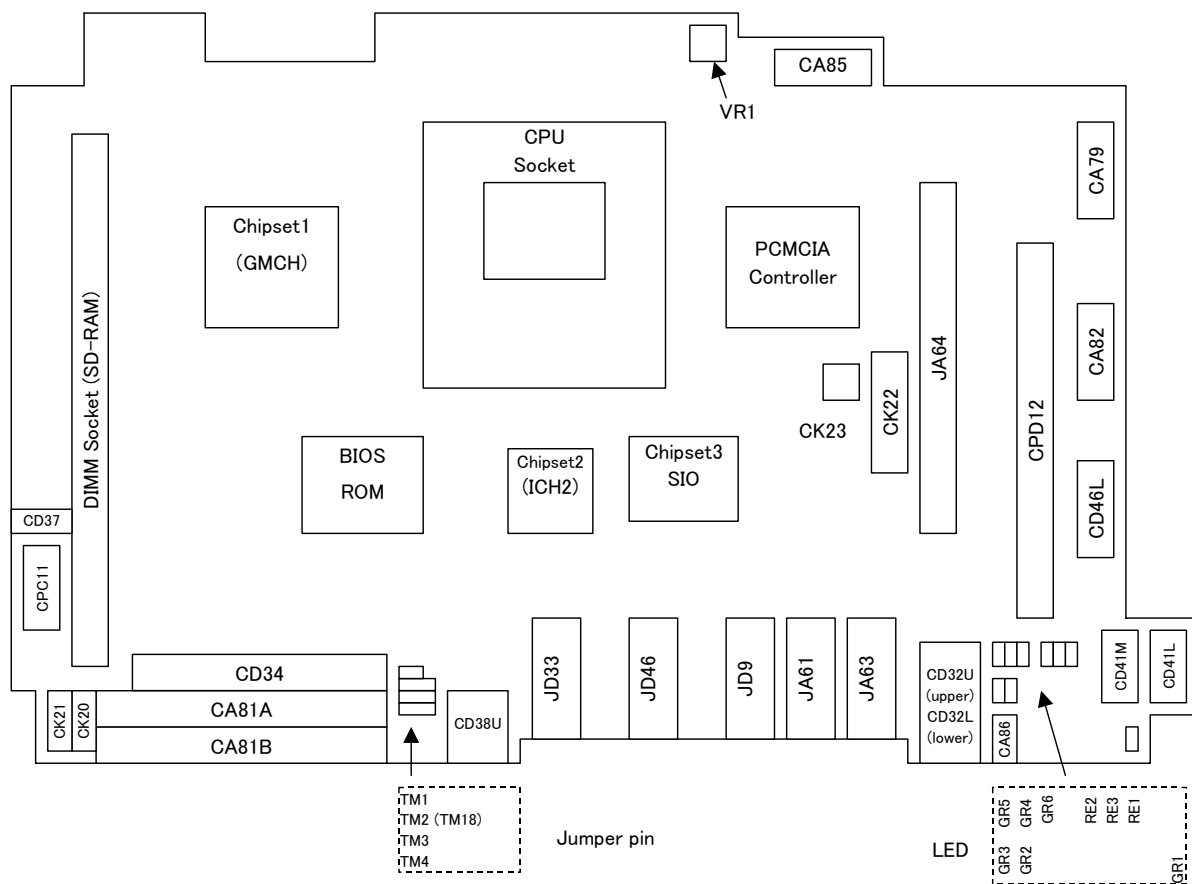 CA85
VR1
CPU
Socket
CA79
Chipset1
(GMCH)
PCMCIA
Controller
DIMM Socket (SD-RAM)
JA64
CA82
CK22
CK23
CPD12
BIOS
ROM
Chipset2
(ICH2)
Chipset3
SIO
CD46L
CD37
CPC11
CD34
CA81A
CA81B
CK21
CK20
CD38U
JD33
JD46
JD9
JA61
JA63
CD32U
(upper)
CD32L
(lower)
CA86
CD41M
CD41L
TM1
TM2 (TM18)
TM3
TM4
Jumper pin
LED
GR5
GR4
GR6
RE2
RE3
RE1
GR3
GR2
GR1